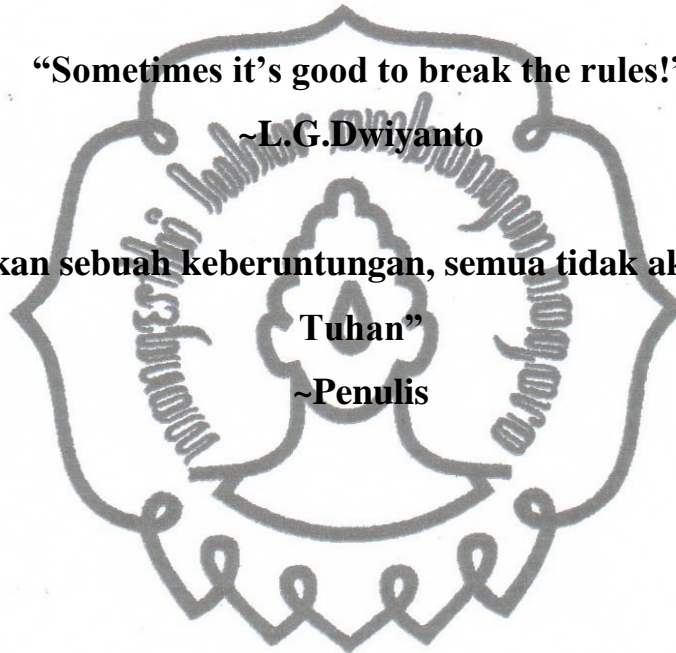 “Sometimes it’s good to break the rules!”
~L.G.Dwiyanto
kan sebuah keberuntungan, semua tidak ak
Tuhan”
~Penulis